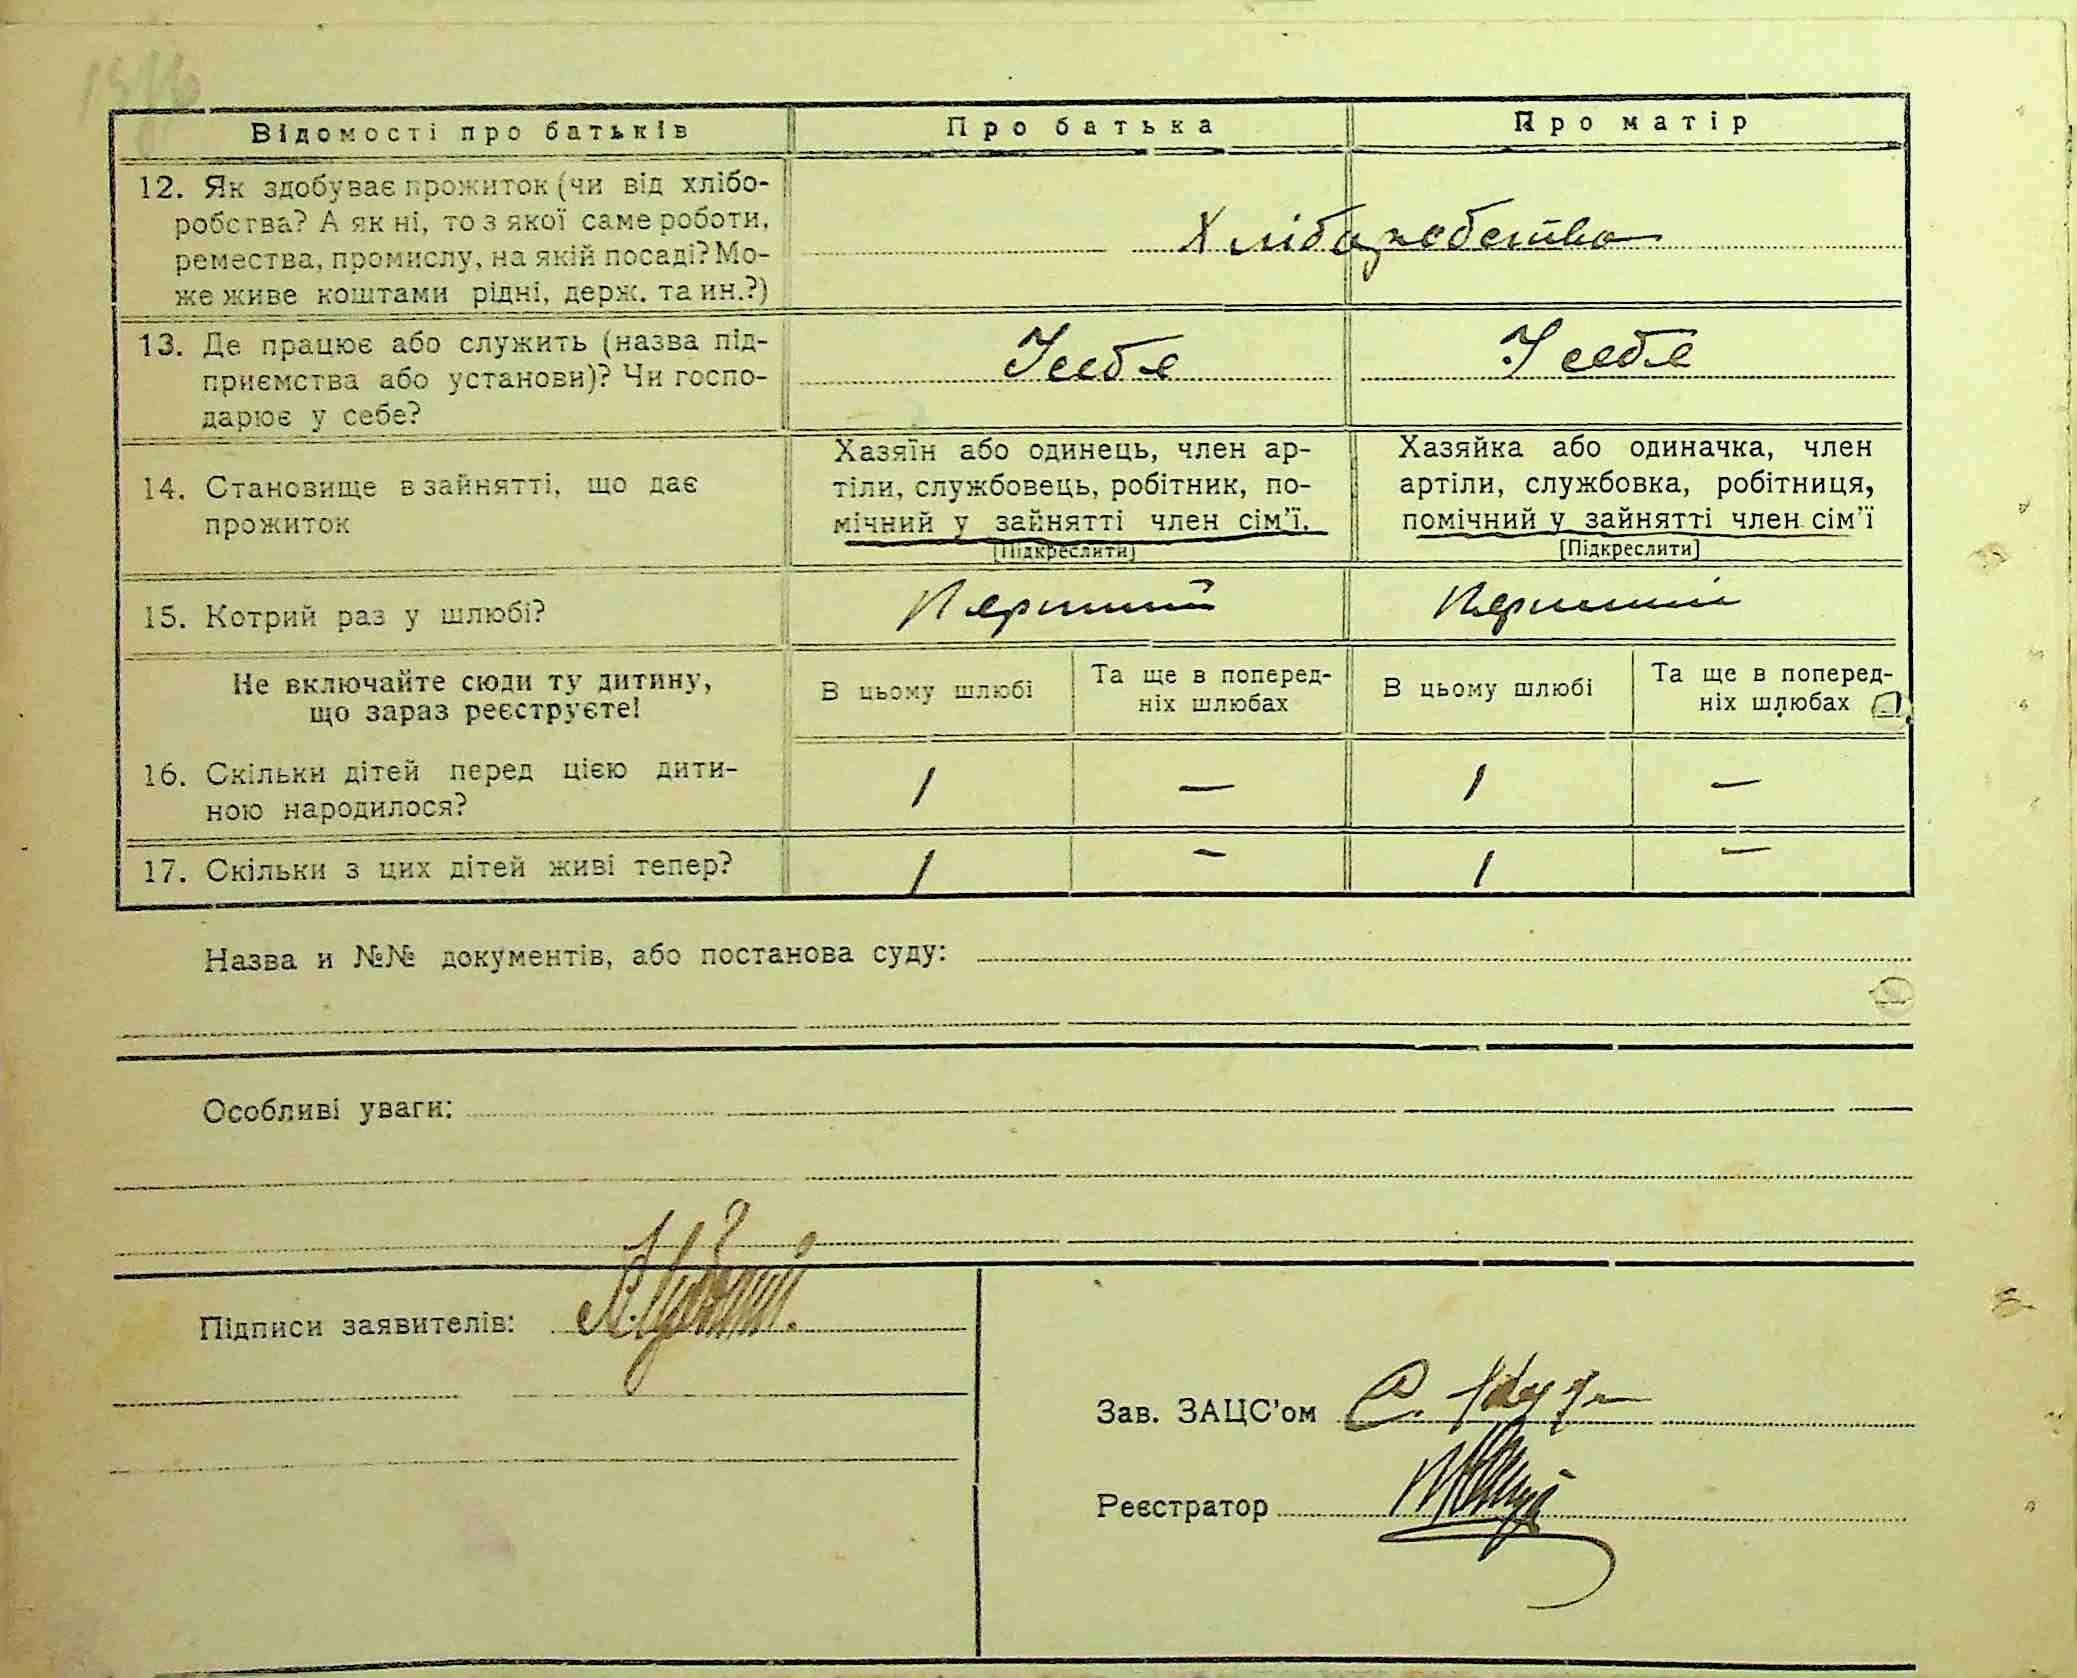 Відомості про батьків
Про батька
Про матір
12. Як здобуває прожиток (чи від хлібо-
робства? А як ні, то з якої саме роботи,
ремества, промислу, на якій посаді? Мо-
же живе коштами рідні, держ. та ин.?)
Хліборобство
13. Де працює або служить (назва під-
приємства або установи)? Чи госпо-
дарює у себе?
У себе
У себе
14. Становище в зайнятті, що дає
прожиток
Хазяїн або одинець, член ар-
тіли, службовець, робітник, по-
мічний у зайнятті член сім'ї.
[Підкреслити]
Хазяйка або одиначка, член
артіли, службовка, робітниця,
помічний у зайнятті член сім'ї
[Підкреслити]
15. Котрий раз у шлюбі?
Перший
Перший
Не включайте сюди ту дитину,
що зараз реєструєте!
В цьому шлюбі
Та ще в поперед-
ніх шлюбах
В цьому шлюбі
Та ще в поперед-
ніх шлюбах
16. Скільки дітей перед цією дити-
ною народилося?
1 — 1 —
17. Скільки з цих дітей живі тепер?
1 — 1 —
Назва и №№ документів, або постанова суду:
Особливі уваги:
Підписи заявителів:
Зав. ЗАЦС'ом С.
Реєстратор